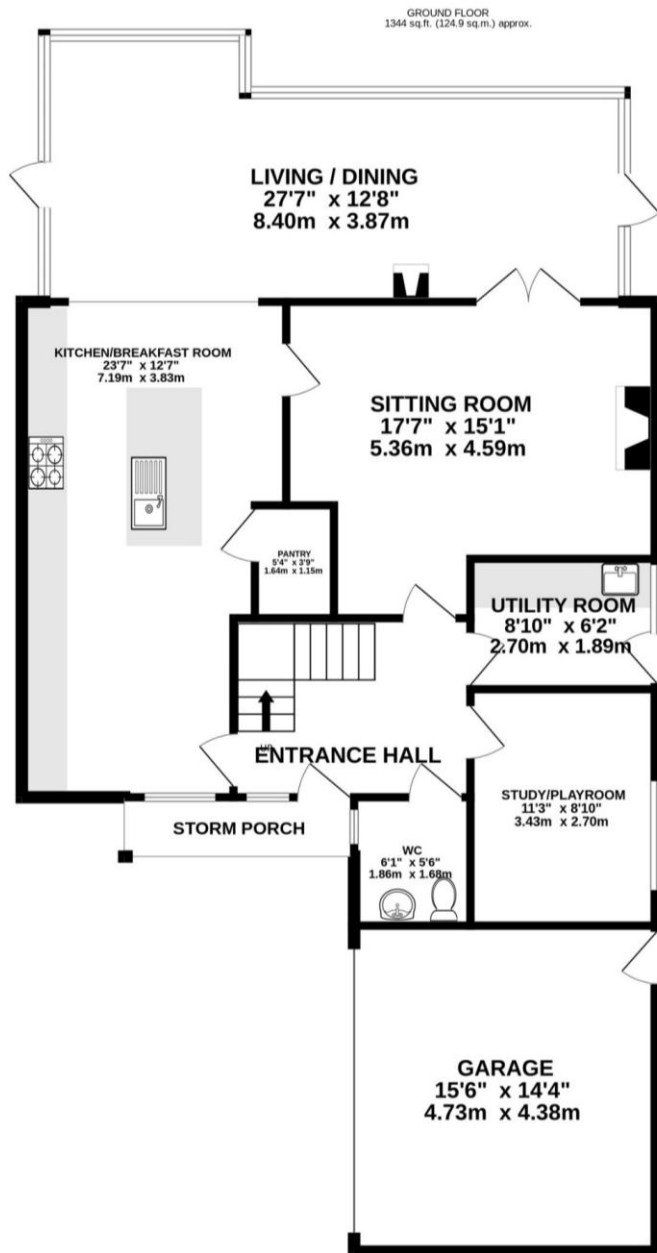 GROUND FLOOR
1344 sq.ft. (124.9 sq.m.) approx.
LIVING / DINING
27'7" x 12'8"
8.40m x 3.87m
KITCHEN/BREAKFAST ROOM
23'7" x 12'7"
7.19m x 3.83m
SITTING ROOM
17'7" x 15'1"
5.36m x 4.59m
PANTRY
5'4" x 3'9"
1.64m x 1.15m
UTILITY ROOM
8'10" x 6'2"
2.70m x 1.89m
UP
ENTRANCE HALL
STUDY/PLAYROOM
11'3" x 8'10"
3.43m x 2.70m
STORM PORCH
WC
6'1" x 5'6"
1.86m x 1.68m
GARAGE
15'6" x 14'4"
4.73m x 4.38m